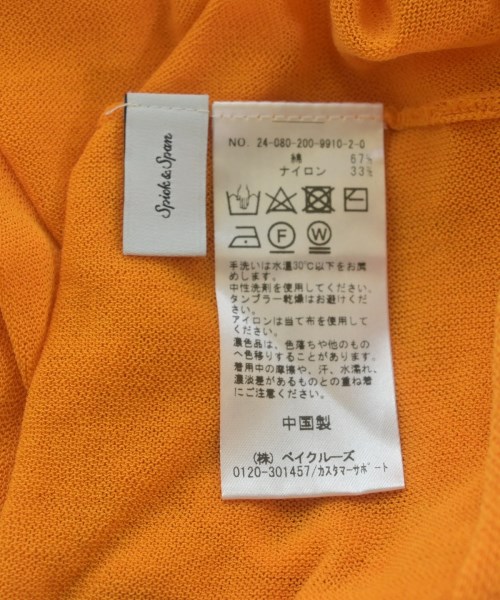 Spick & Span
NO. 24-080-200-9910-2-0
綿 67%
ナイロン 33%
手洗いは水温30℃以下をお薦
めします。
中性洗剤を使用してください。
タンブラー乾燥はお避けくだ
さい。
アイロンは当て布を使用して
ください。
濃色品は、色落ちや他のもの
へ色移りすることがあります。
着用中の摩擦や、汗、水濡れ、
濃淡差があるものとの重ね着
にご注意ください。
中国製
(株) ベイクルーズ
0120-301457/カスタマーサポート